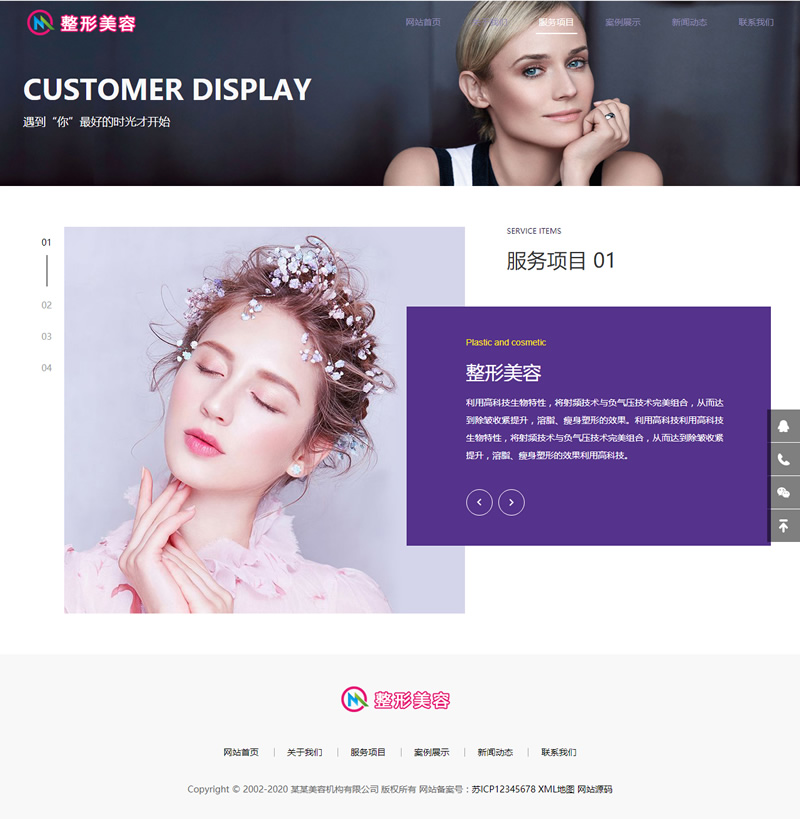 整形美容
网站首页 关于我们 服务项目 案例展示 新闻动态 联系我们
CUSTOMER DISPLAY
遇到“你”最好的时光才开始
01
02
03
04
SERVICE ITEMS
服务项目 01
Plastic and cosmetic
整形美容
利用高科技生物特性，将射频技术与负气压技术完美组合，从而达
到除皱收紧提升，溶脂、瘦身塑形的效果。利用高科技利用高科技
生物特性，将射频技术与负气压技术完美组合，从而达到除皱收紧
提升，溶脂、瘦身塑形的效果利用高科技。
整形美容
网站首页 | 关于我们 | 服务项目 | 案例展示 | 新闻动态 | 联系我们
Copyright © 2002-2020 某某美容机构有限公司 版权所有 网站备案号：苏ICP12345678 XML地图 网站源码